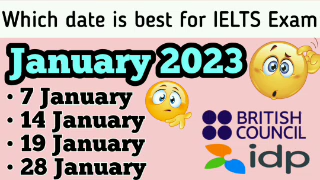 Which date is best for IELTS Exam
January 2023
• 7 January
• 14 January
• 19 January
• 28 January
BRITISH
COUNCIL
idp